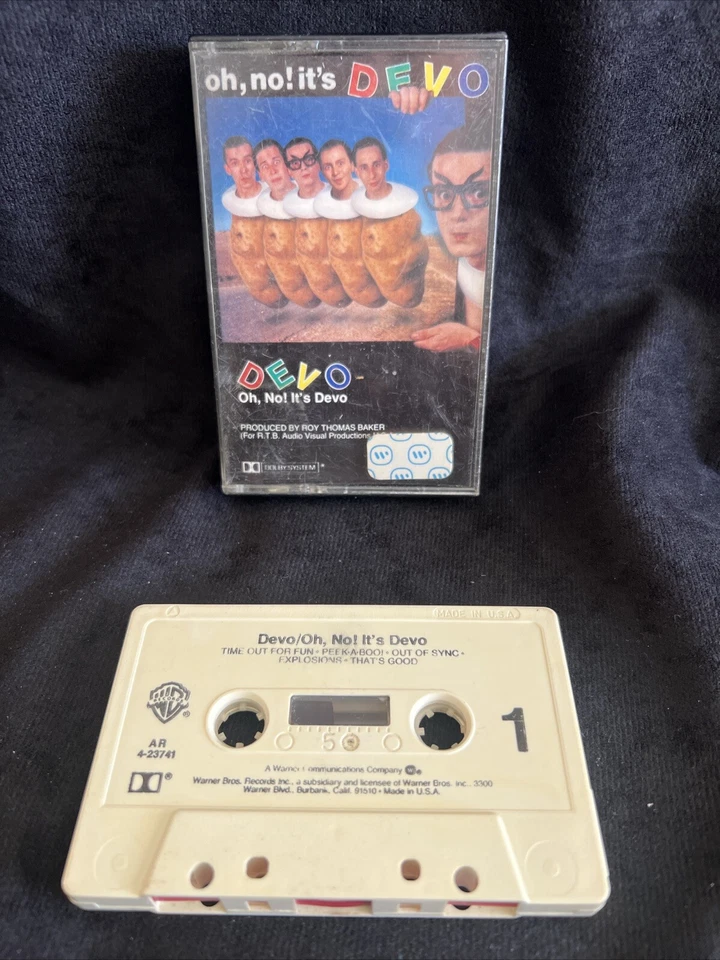 oh, no! it's DEVO
DEVO
Oh, No! It's Devo
PRODUCED BY ROY THOMAS BAKER
(For R.T.B. Audio Visual Productions
DOLBY SYSTEM ®
MADE IN U.S.A.
Devo/Oh, No! It's Devo
TIME OUT FOR FUN • PEEK-A-BOO! • OUT OF SYNC •
EXPLOSIONS • THAT'S GOOD
WB
RECORDS
®
AR
4-23741
50
1
A Warner Communications Company
®
Warner Bros. Records Inc., a subsidiary and licensee of Warner Bros. Inc. 3300
Warner Blvd., Burbank, Calif. 91510 • Made in U.S.A.